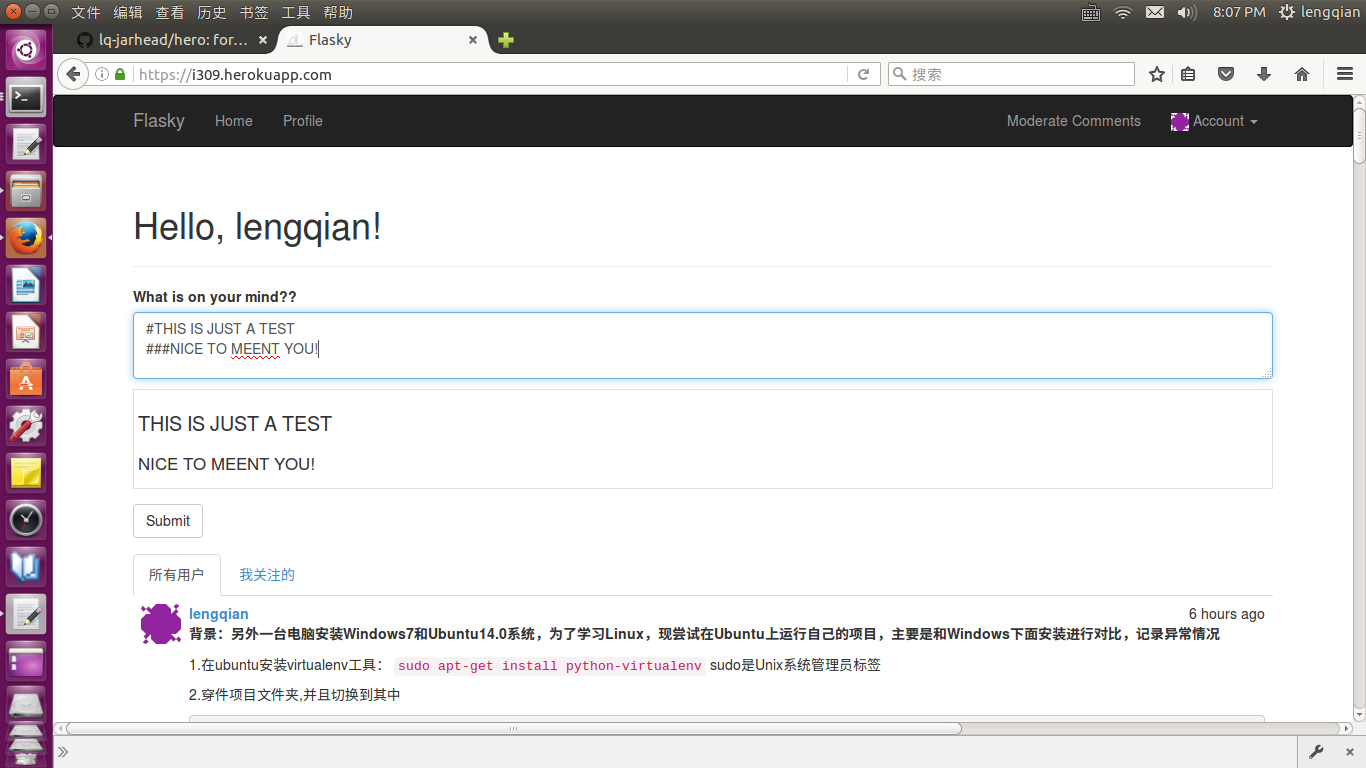 文件 编辑 查看 历史 书签 工具 帮助
8:07 PM lengqian
lq-jarhead/hero: for... Flasky
https://i309.herokuapp.com 搜索
Flasky Home Profile Moderate Comments Account
Hello, lengqian!
What is on your mind??
#THIS IS JUST A TEST
###NICE TO MEENT YOU!
THIS IS JUST A TEST
NICE TO MEENT YOU!
Submit
所有用户 我关注的
lengqian 6 hours ago
背景：另外一台电脑安装Windows7和Ubuntu14.0系统，为了学习Linux，现尝试在Ubuntu上运行自己的项目，主要是和Windows下面安装进行对比，记录异常情况
1.在ubuntu安装virtualenv工具： sudo apt-get install python-virtualenv sudo是Unix系统管理员标签
2.穿件项目文件夹,并且切换到其中